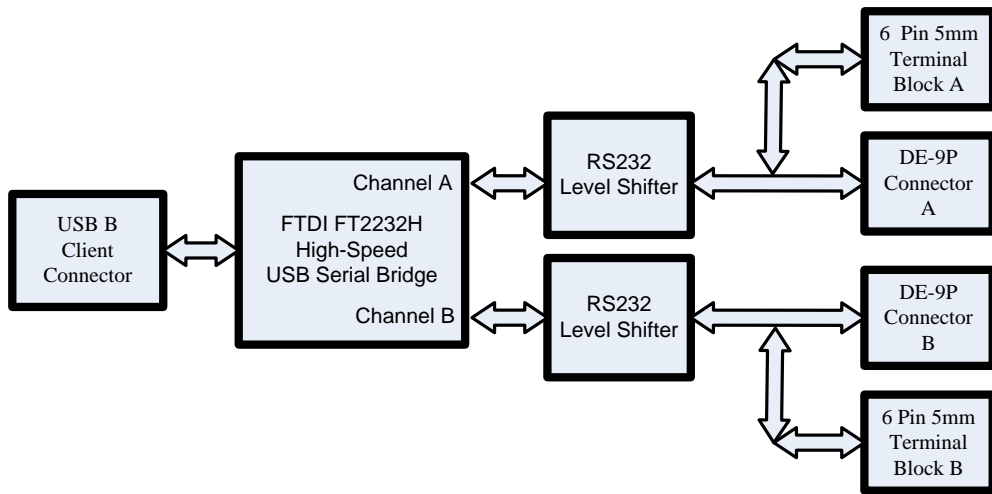 USB B
Client
Connector
Channel A
FTDI FT2232H
High-Speed
USB Serial Bridge
Channel B
RS232
Level Shifter
RS232
Level Shifter
6  Pin 5mm
Terminal
Block A
DE-9P
Connector
A
DE-9P
Connector
B
6 Pin 5mm
Terminal
Block B